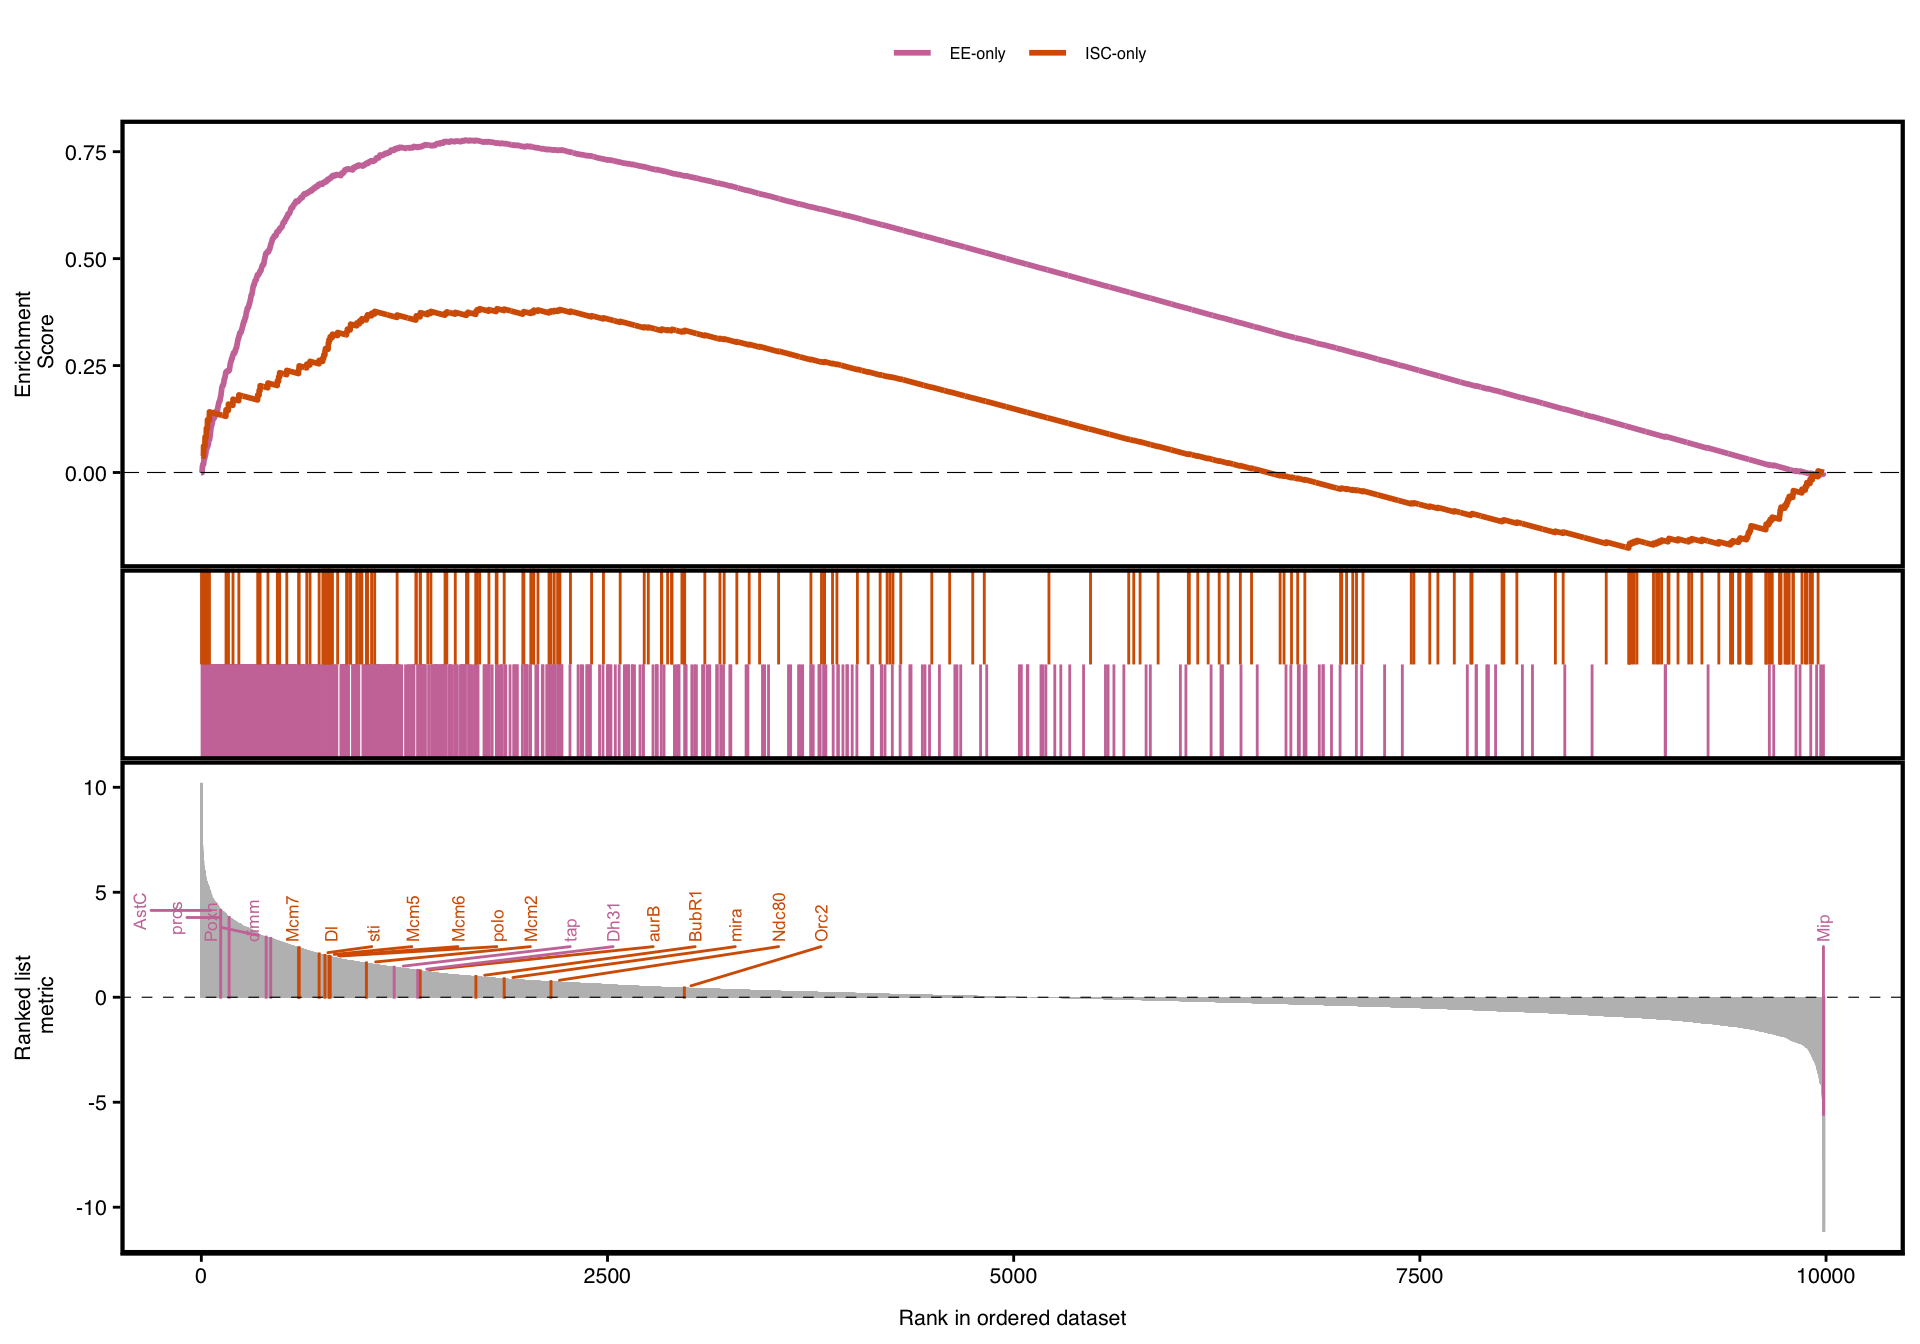 EE-only ISC-only
Enrichment
Score
0.75
0.50
0.25
0.00
Ranked list
metric
10
5
0
-5
-10
AstC
pros
Poxn
dimm
Mcm7
Dl
sti
Mcm5
Mcm6
polo
Mcm2
tap
Dh31
aurB
BubR1
mira
Ndc80
Orc2
Mip
0 2500 5000 7500 10000
Rank in ordered dataset